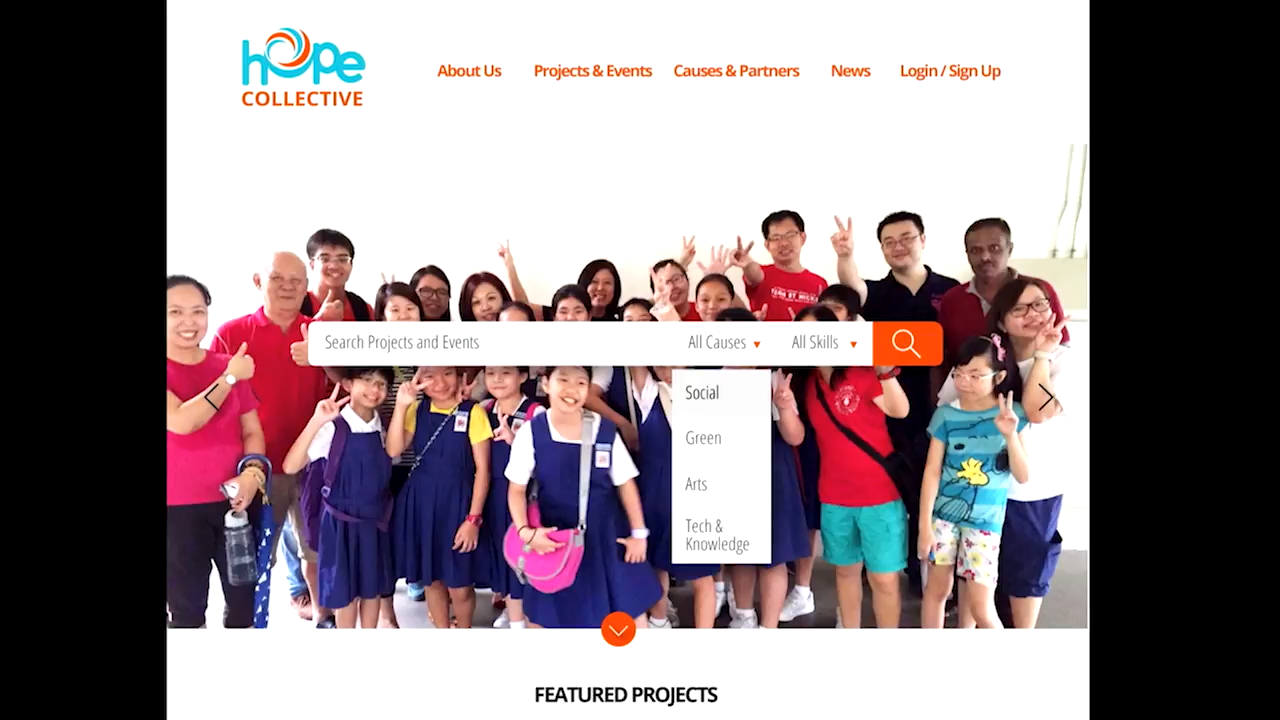 hope
COLLECTIVE
About Us
Projects & Events
Causes & Partners
News
Login / Sign Up
Search Projects and Events
All Causes
All Skills
Social
Green
Arts
Tech &
Knowledge
FEATURED PROJECTS